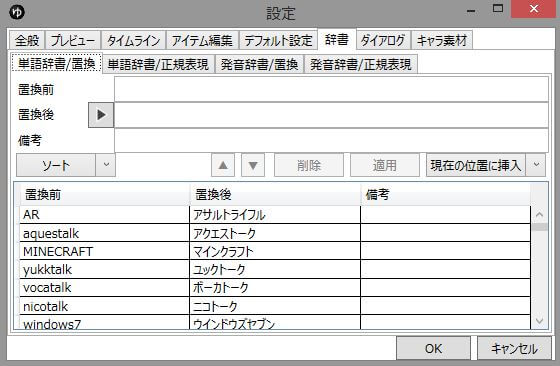 ゆ 設定
全般 プレビュー タイムライン アイテム編集 デフォルト設定 辞書 ダイアログ キャラ素材
単語辞書/置換 単語辞書/正規表現 発音辞書/置換 発音辞書/正規表現
置換前
置換後
備考
ソート 削除 適用 現在の位置に挿入
置換前 置換後 備考
AR アサルトライフル
aquestalk アクエストーク
MINECRAFT マインクラフト
yukktalk ユックトーク
vocatalk ボーカトーク
nicotalk ニコトーク
windows7 ウインドウズセブン
OK キャンセル